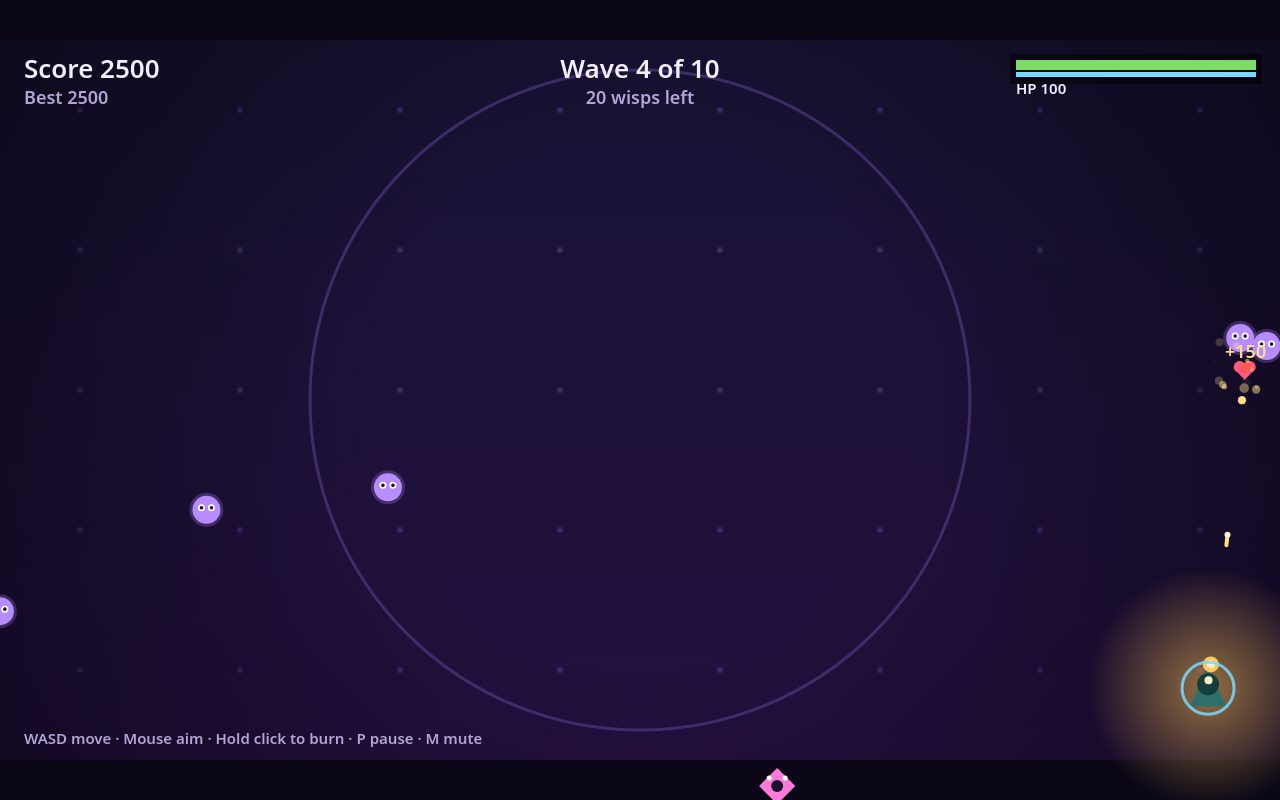 Score 2500
Best 2500
Wave 4 of 10
20 wisps left
HP 100
+150
WASD move · Mouse aim · Hold click to burn · P pause · M mute